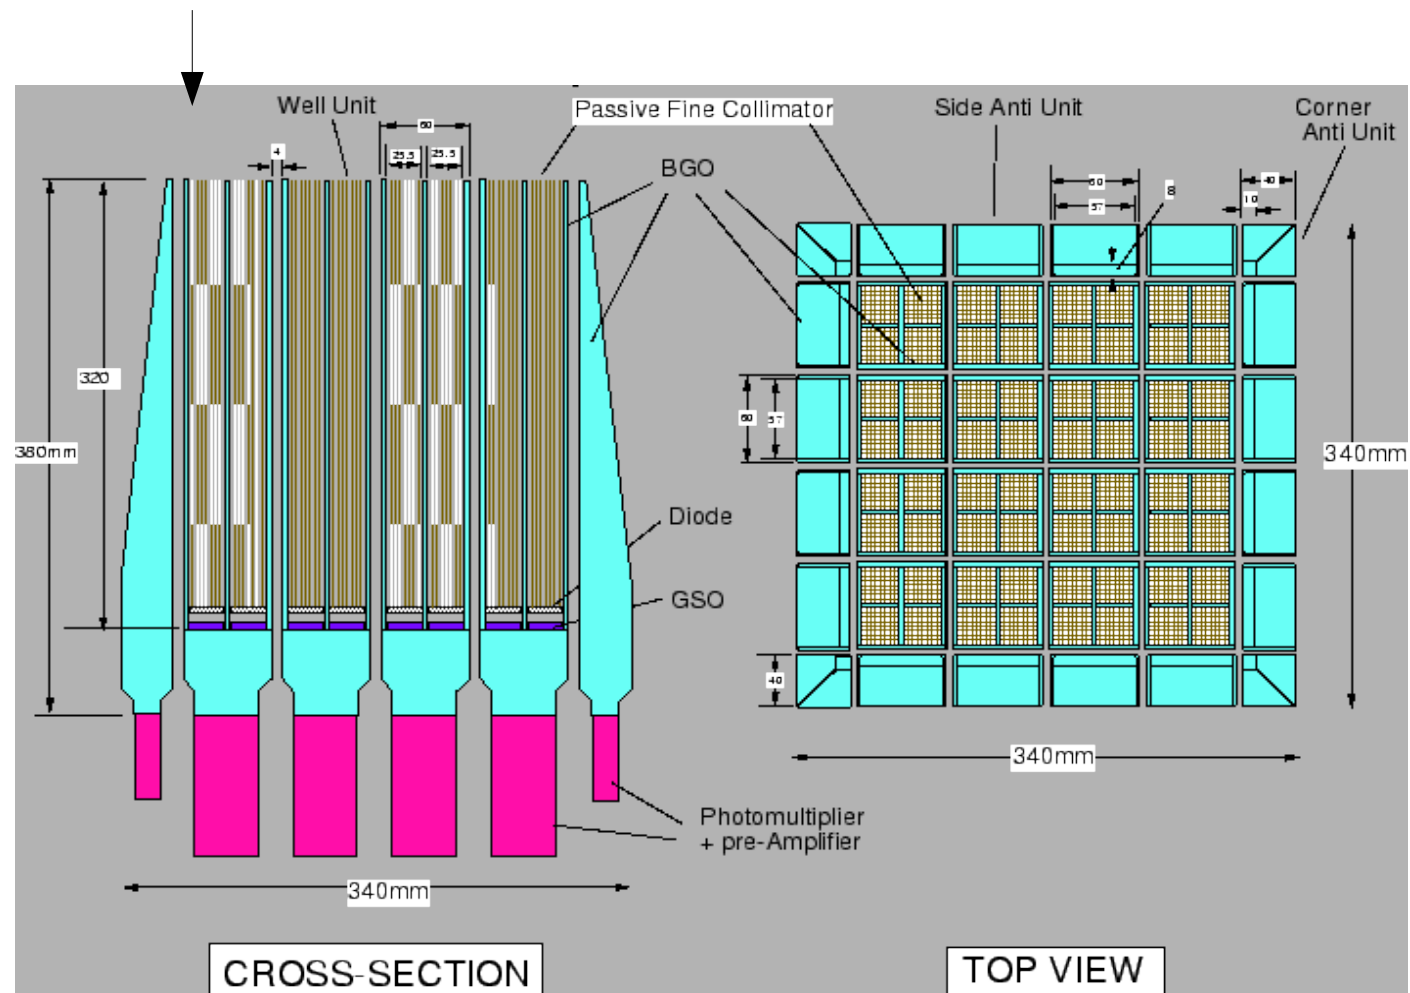 Well Unit
Passive Fine Collimator
Side Anti Unit
Corner
Anti Unit
60
4
25.5
25.5
BGO
60
57
8
40
10
320
380mm
60
57
340mm
Diode
GSO
40
340mm
Photomultiplier
+ pre-Amplifier
340mm
CROSS-SECTION
TOP VIEW